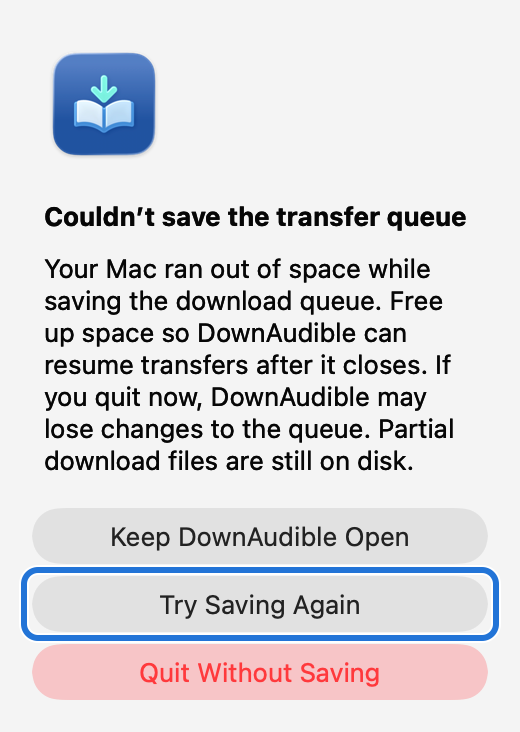 Couldn’t save the transfer queue
Your Mac ran out of space while
saving the download queue. Free
up space so DownAudible can
resume transfers after it closes. If
you quit now, DownAudible may
lose changes to the queue. Partial
download files are still on disk.
Keep DownAudible Open
Try Saving Again
Quit Without Saving